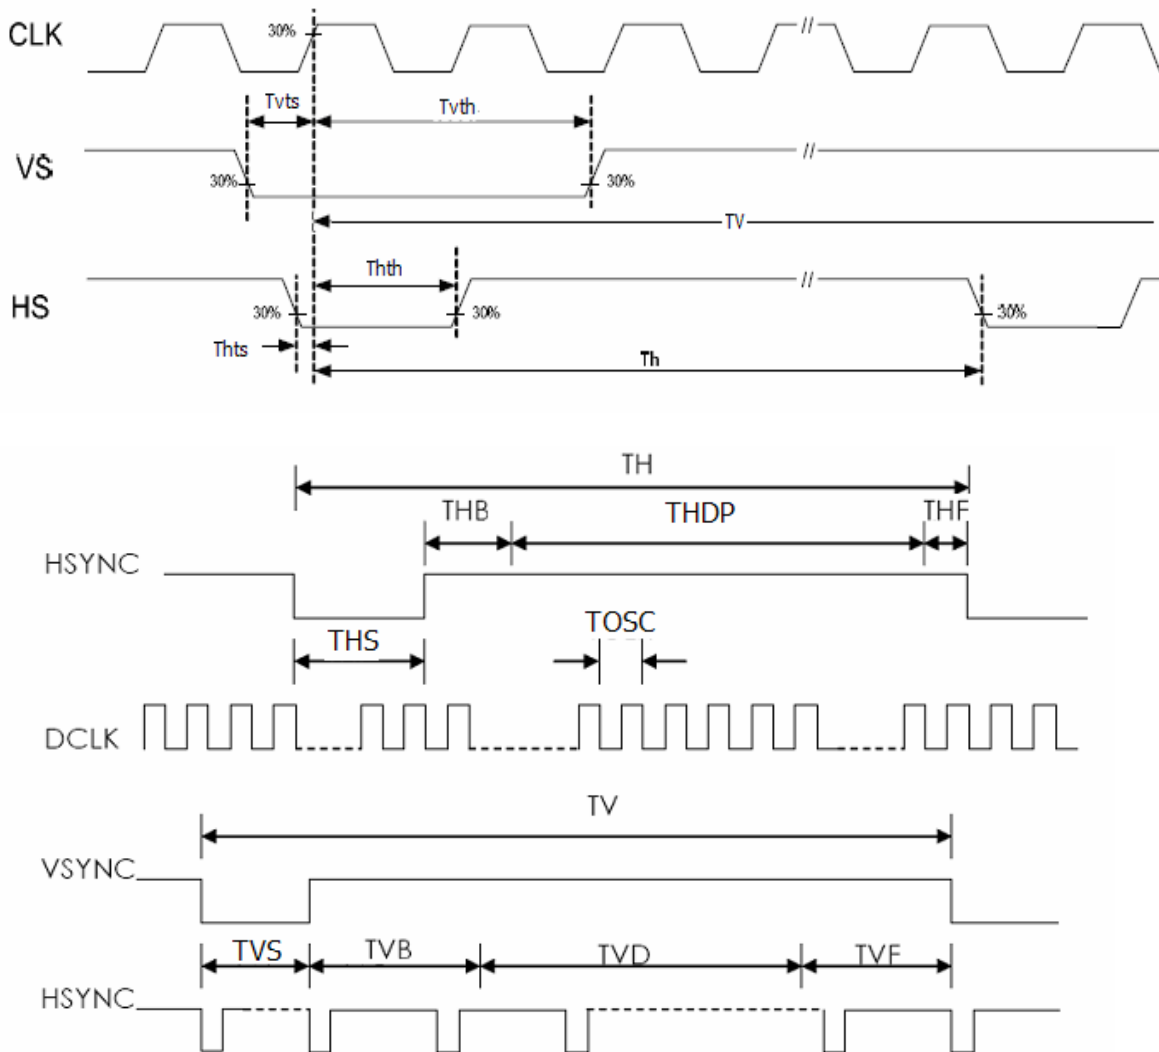 CLK
30%
//
Tvts
Tvth
VS
30%
30%
//
TV
Thth
HS
30%
30%
//
30%
Thts
Th
TH
THB
THDP
THF
HSYNC
THS
TOSC
DCLK
TV
VSYNC
TVS
TVB
TVD
TVF
HSYNC